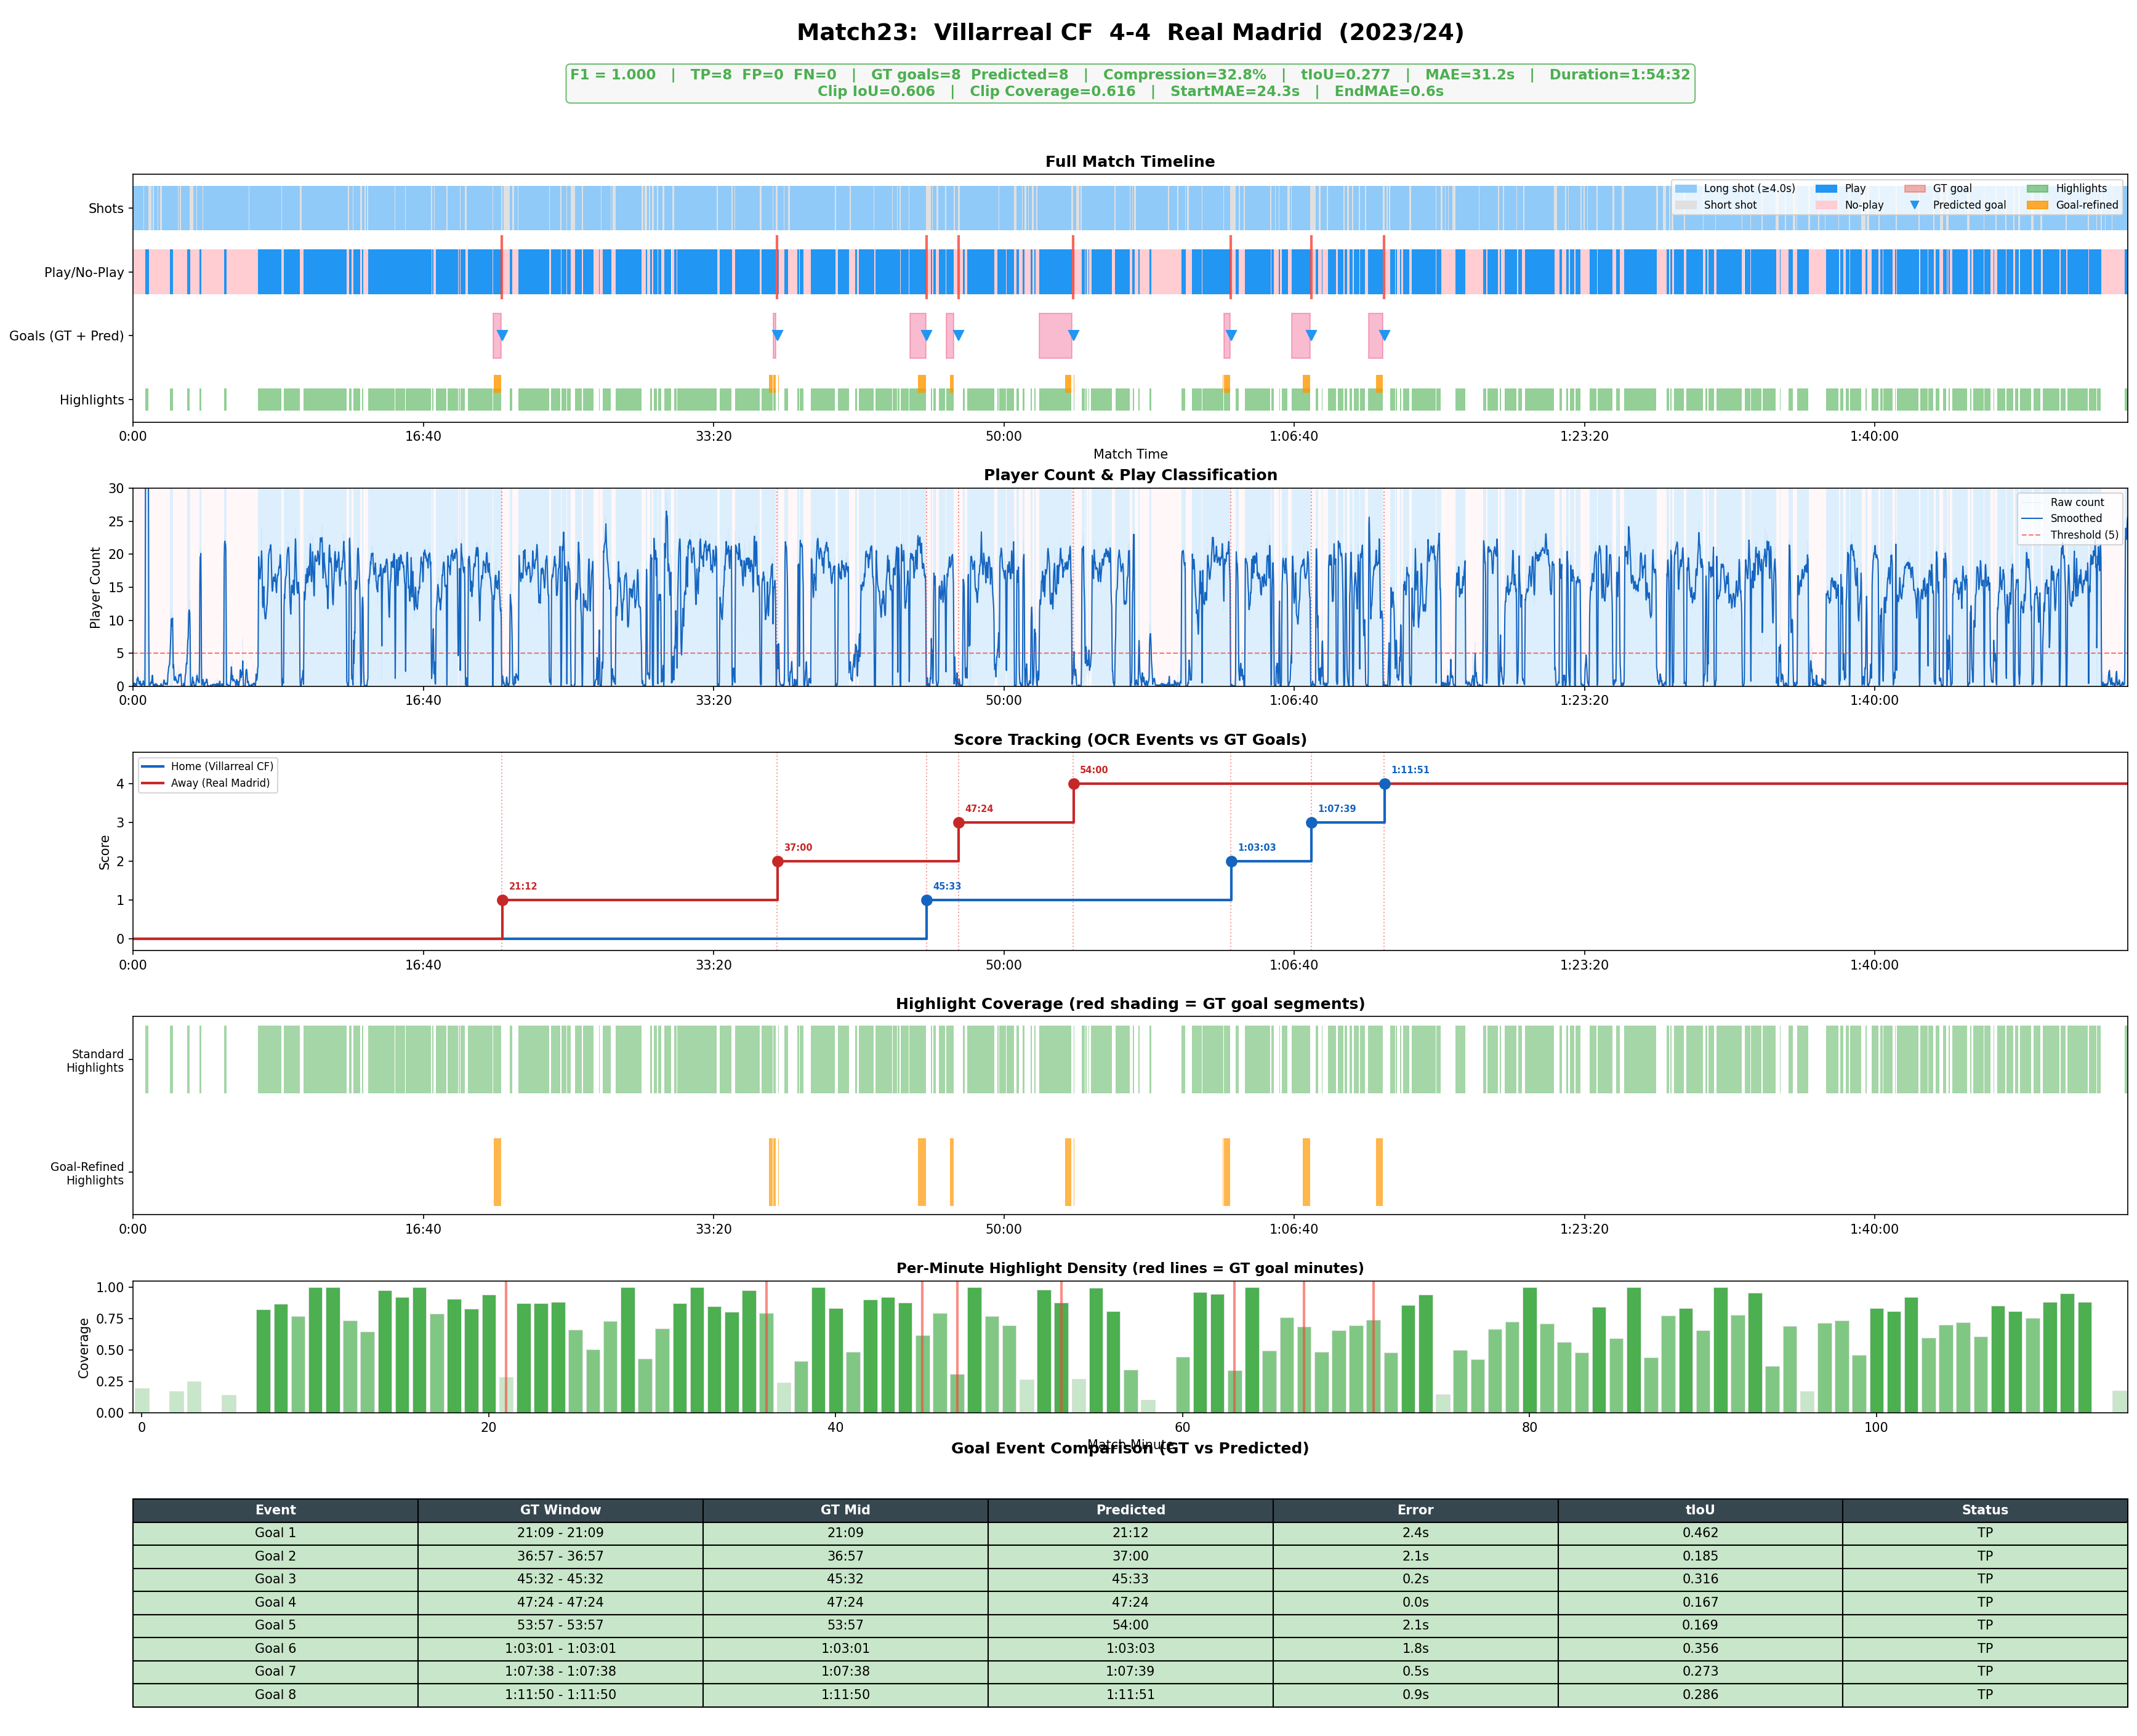 Match23:  Villarreal CF  4-4  Real Madrid  (2023/24)
F1 = 1.000   |   TP=8  FP=0  FN=0   |   GT goals=8  Predicted=8   |   Compression=32.8%   |   tIoU=0.277   |   MAE=31.2s   |   Duration=1:54:32
Clip IoU=0.606   |   Clip Coverage=0.616   |   StartMAE=24.3s   |   EndMAE=0.6s
Full Match Timeline
Long shot (≥4.0s) Play GT goal Highlights
Short shot No-play Predicted goal Goal-refined
Shots
Play/No-Play
Goals (GT + Pred)
Highlights
0:00 16:40 33:20 50:00 1:06:40 1:23:20 1:40:00
Match Time
Player Count & Play Classification
Raw count
Smoothed
Threshold (5)
Player Count
30
25
20
15
10
5
0
0:00 16:40 33:20 50:00 1:06:40 1:23:20 1:40:00
Score Tracking (OCR Events vs GT Goals)
Home (Villarreal CF)
Away (Real Madrid)
Score
4
3
2
1
0
21:12
37:00
45:33
47:24
54:00
1:03:03
1:07:39
1:11:51
0:00 16:40 33:20 50:00 1:06:40 1:23:20 1:40:00
Highlight Coverage (red shading = GT goal segments)
Standard
Highlights
Goal-Refined
Highlights
0:00 16:40 33:20 50:00 1:06:40 1:23:20 1:40:00
Per-Minute Highlight Density (red lines = GT goal minutes)
Coverage
1.00
0.75
0.50
0.25
0.00
0 20 40 60 80 100
Match Minute
Goal Event Comparison (GT vs Predicted)
Event GT Window GT Mid Predicted Error tIoU Status
Goal 1 21:09 - 21:09 21:09 21:12 2.4s 0.462 TP
Goal 2 36:57 - 36:57 36:57 37:00 2.1s 0.185 TP
Goal 3 45:32 - 45:32 45:32 45:33 0.2s 0.316 TP
Goal 4 47:24 - 47:24 47:24 47:24 0.0s 0.167 TP
Goal 5 53:57 - 53:57 53:57 54:00 2.1s 0.169 TP
Goal 6 1:03:01 - 1:03:01 1:03:01 1:03:03 1.8s 0.356 TP
Goal 7 1:07:38 - 1:07:38 1:07:38 1:07:39 0.5s 0.273 TP
Goal 8 1:11:50 - 1:11:50 1:11:50 1:11:51 0.9s 0.286 TP